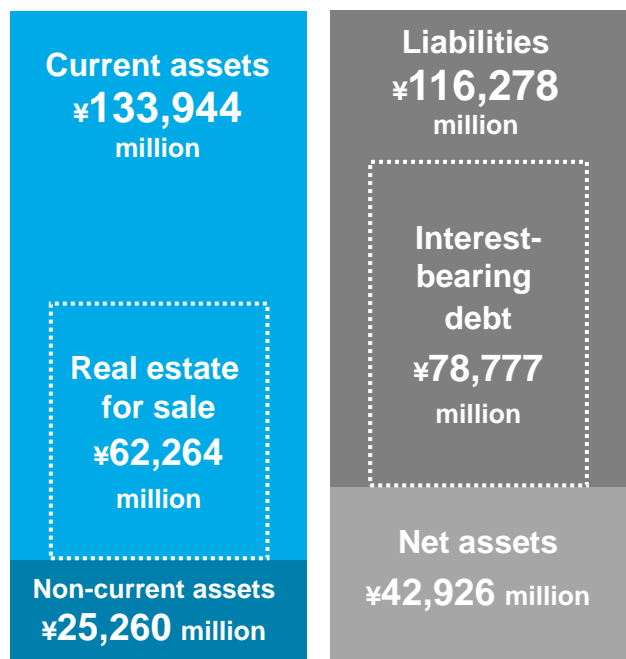 Current assets
¥133,944
million
Real estate
for sale
¥62,264
million
Non-current assets
¥25,260 million
Liabilities
¥116,278
million
Interest-
bearing
debt
¥78,777
million
Net assets
¥42,926 million